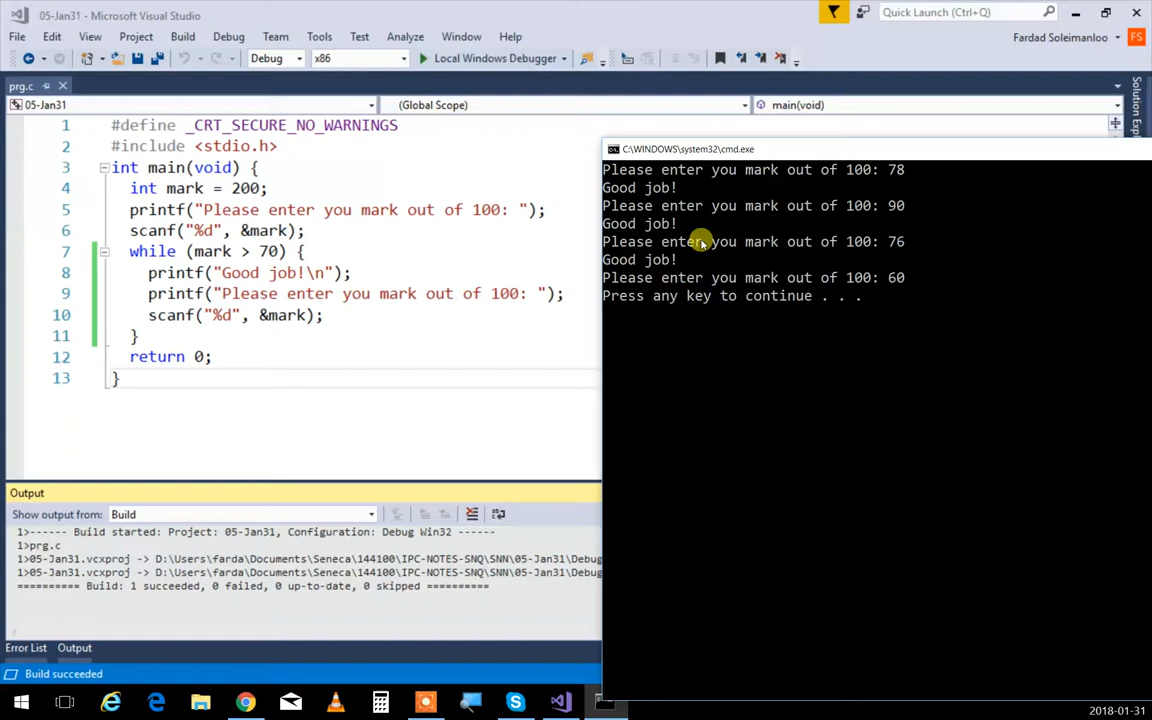 05-Jan31 - Microsoft Visual Studio
Quick Launch (Ctrl+Q)
File Edit View Project Build Debug Team Tools Test Analyze Window Help
Fardad Soleimanloo FS
Debug x86 Local Windows Debugger
prg.c
05-Jan31 (Global Scope) main(void)
Solution Expl
1 #define _CRT_SECURE_NO_WARNINGS
2 #include <stdio.h>
3 int main(void) {
4 int mark = 200;
5 printf("Please enter you mark out of 100: ");
6 scanf("%d", &mark);
7 while (mark > 70) {
8 printf("Good job!\n");
9 printf("Please enter you mark out of 100: ");
10 scanf("%d", &mark);
11 }
12 return 0;
13 }
C:\WINDOWS\system32\cmd.exe
Please enter you mark out of 100: 78
Good job!
Please enter you mark out of 100: 90
Good job!
Please enter you mark out of 100: 76
Good job!
Please enter you mark out of 100: 60
Press any key to continue . . .
Output
Show output from: Build
1>------ Build started: Project: 05-Jan31, Configuration: Debug Win32 ------
1>prg.c
1>05-Jan31.vcxproj -> D:\Users\farda\Documents\Seneca\144100\IPC-NOTES-SNQ\SNN\05-Jan31\Debug
1>05-Jan31.vcxproj -> D:\Users\farda\Documents\Seneca\144100\IPC-NOTES-SNQ\SNN\05-Jan31\Debug
========== Build: 1 succeeded, 0 failed, 0 up-to-date, 0 skipped ==========
Error List Output
Build succeeded
2018-01-31